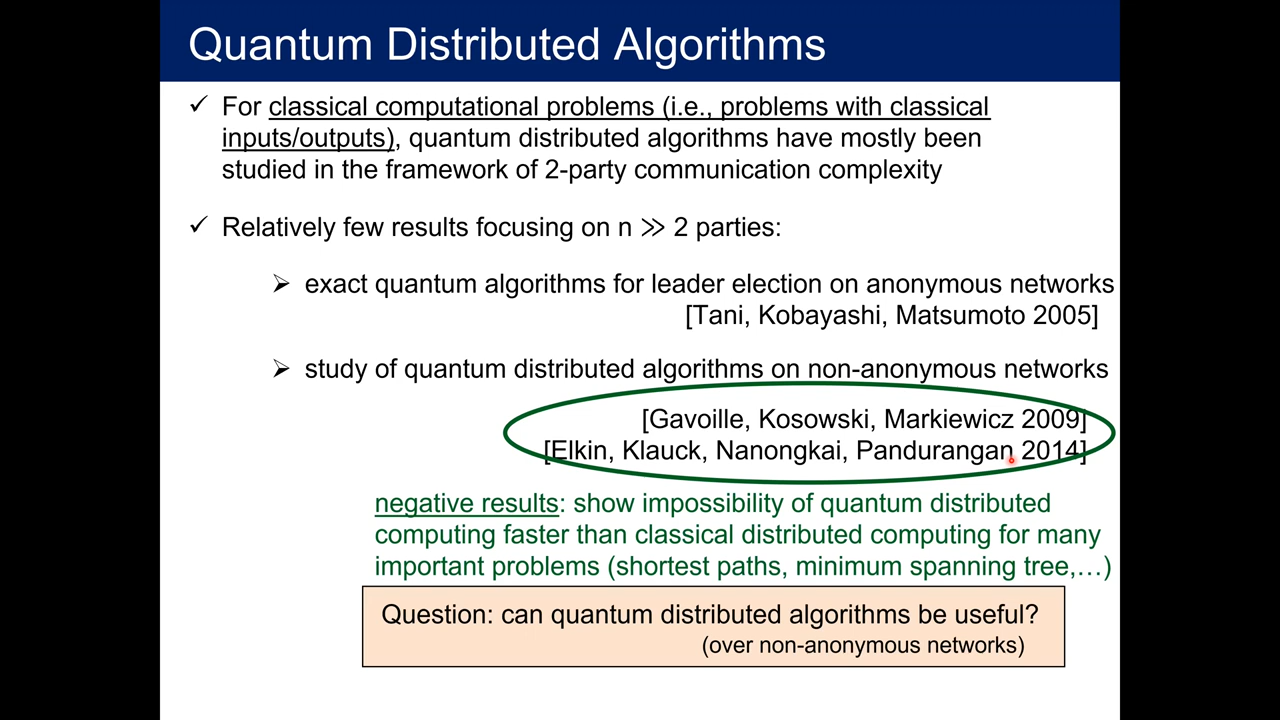 Quantum Distributed Algorithms
✓ For classical computational problems (i.e., problems with classical
inputs/outputs), quantum distributed algorithms have mostly been
studied in the framework of 2-party communication complexity
✓ Relatively few results focusing on n ≫ 2 parties:
➢ exact quantum algorithms for leader election on anonymous networks
[Tani, Kobayashi, Matsumoto 2005]
➢ study of quantum distributed algorithms on non-anonymous networks
[Gavoille, Kosowski, Markiewicz 2009]
[Elkin, Klauck, Nanongkai, Pandurangan 2014]
negative results: show impossibility of quantum distributed
computing faster than classical distributed computing for many
important problems (shortest paths, minimum spanning tree,…)
Question: can quantum distributed algorithms be useful?
(over non-anonymous networks)